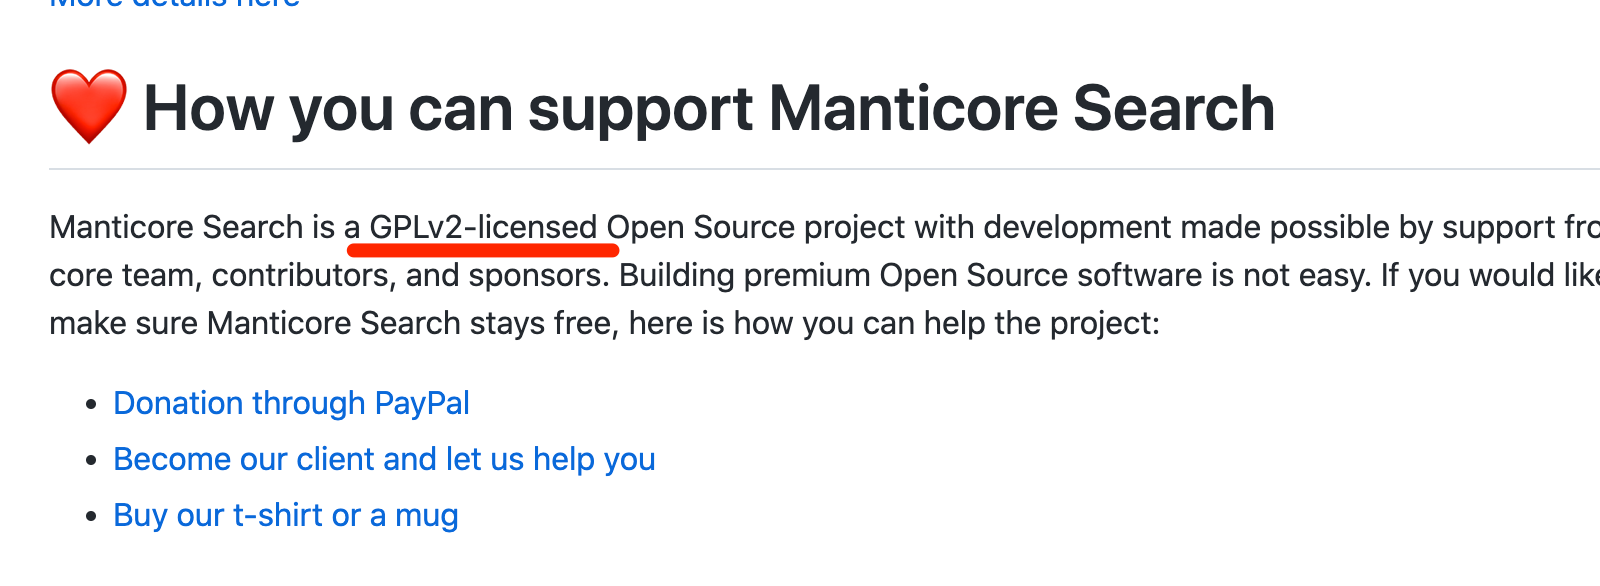 More details here
How you can support Manticore Search
Manticore Search is a GPLv2-licensed Open Source project with development made possible by support
core team, contributors, and sponsors. Building premium Open Source software is not easy. If you would like
make sure Manticore Search stays free, here is how you can help the project:
Donation through PayPal
Become our client and let us help you
Buy our t-shirt or a mug